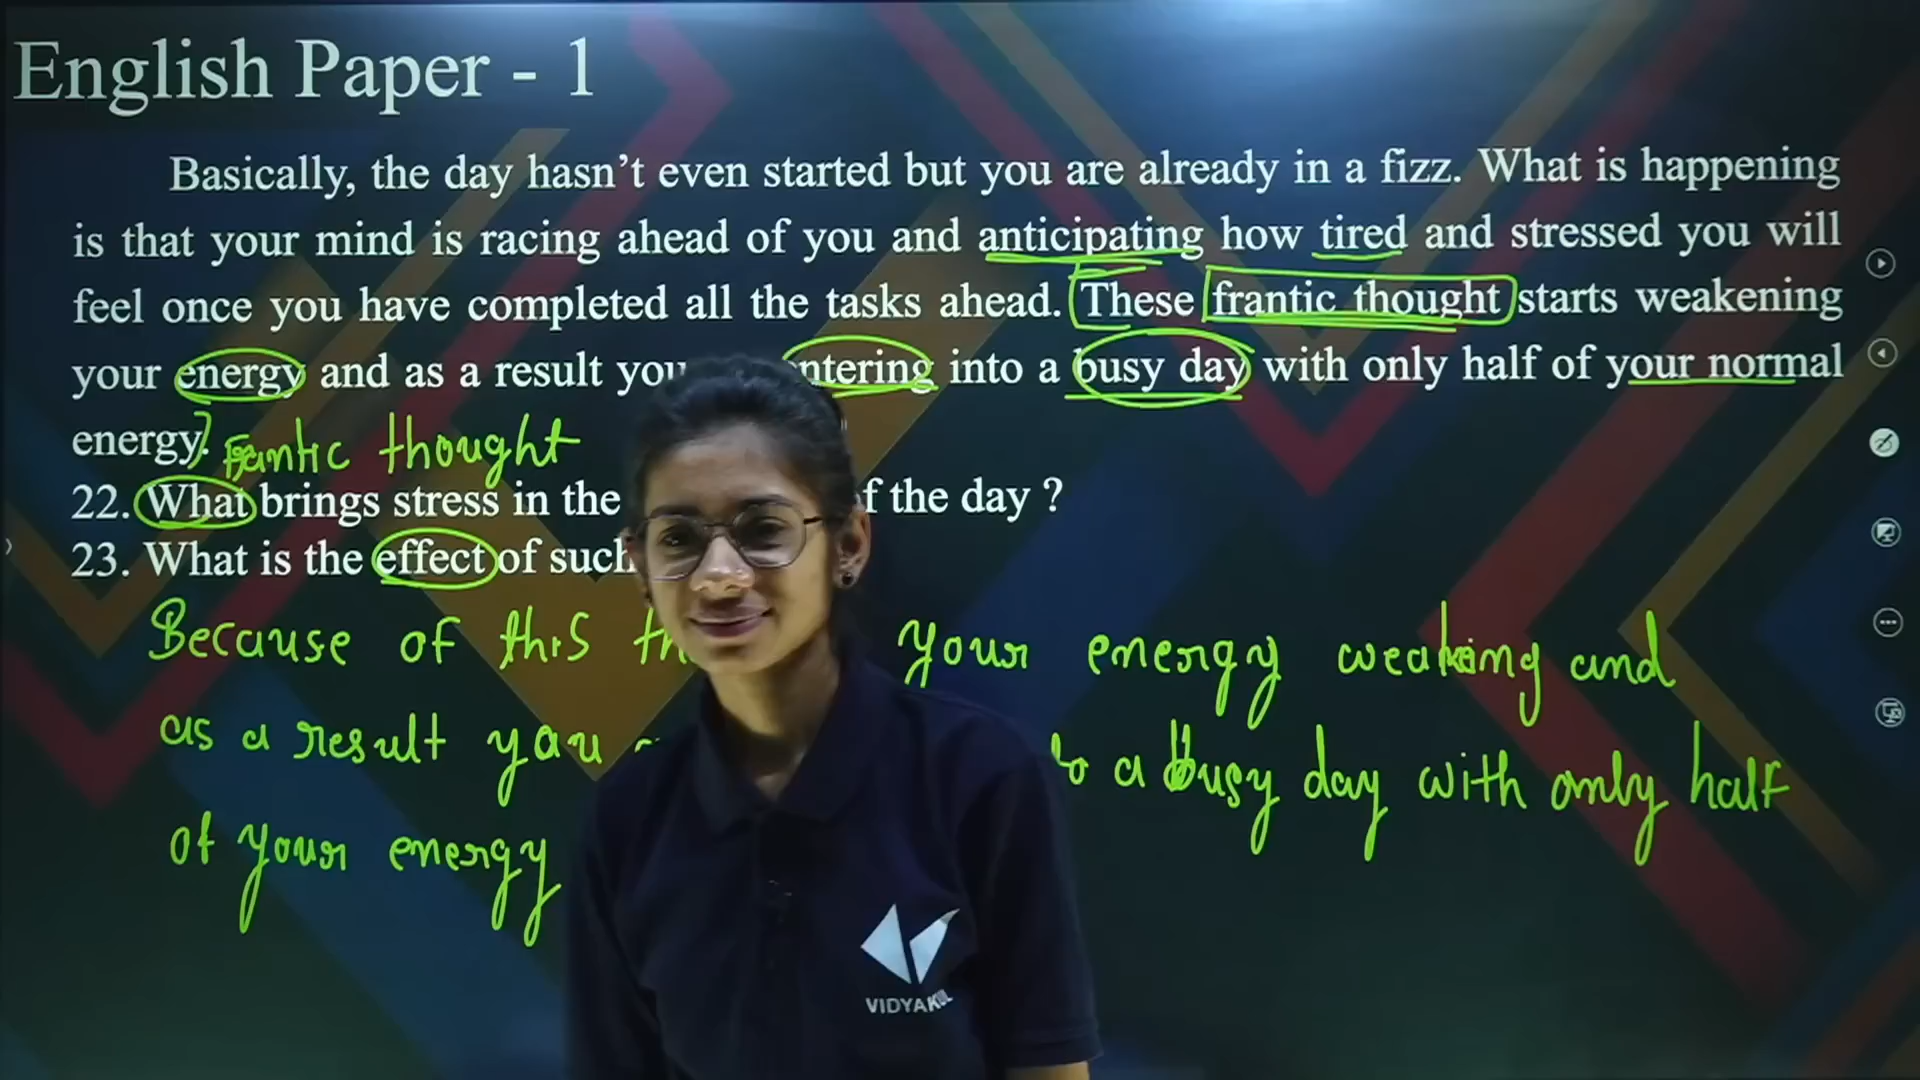 English Paper - 1
Basically, the day hasn't even started but you are already in a fizz. What is happening
is that your mind is racing ahead of you and anticipating how tired and stressed you will
feel once you have completed all the tasks ahead. These frantic thought starts weakening
your energy and as a result into a busy day with only half of your normal
energy. frantic thought
22. What brings stress in the of the day ?
23. What is the effect of such
Because of this your energy weaking and
as a result you to a busy day with only half
of your energy
VIDYAKUL